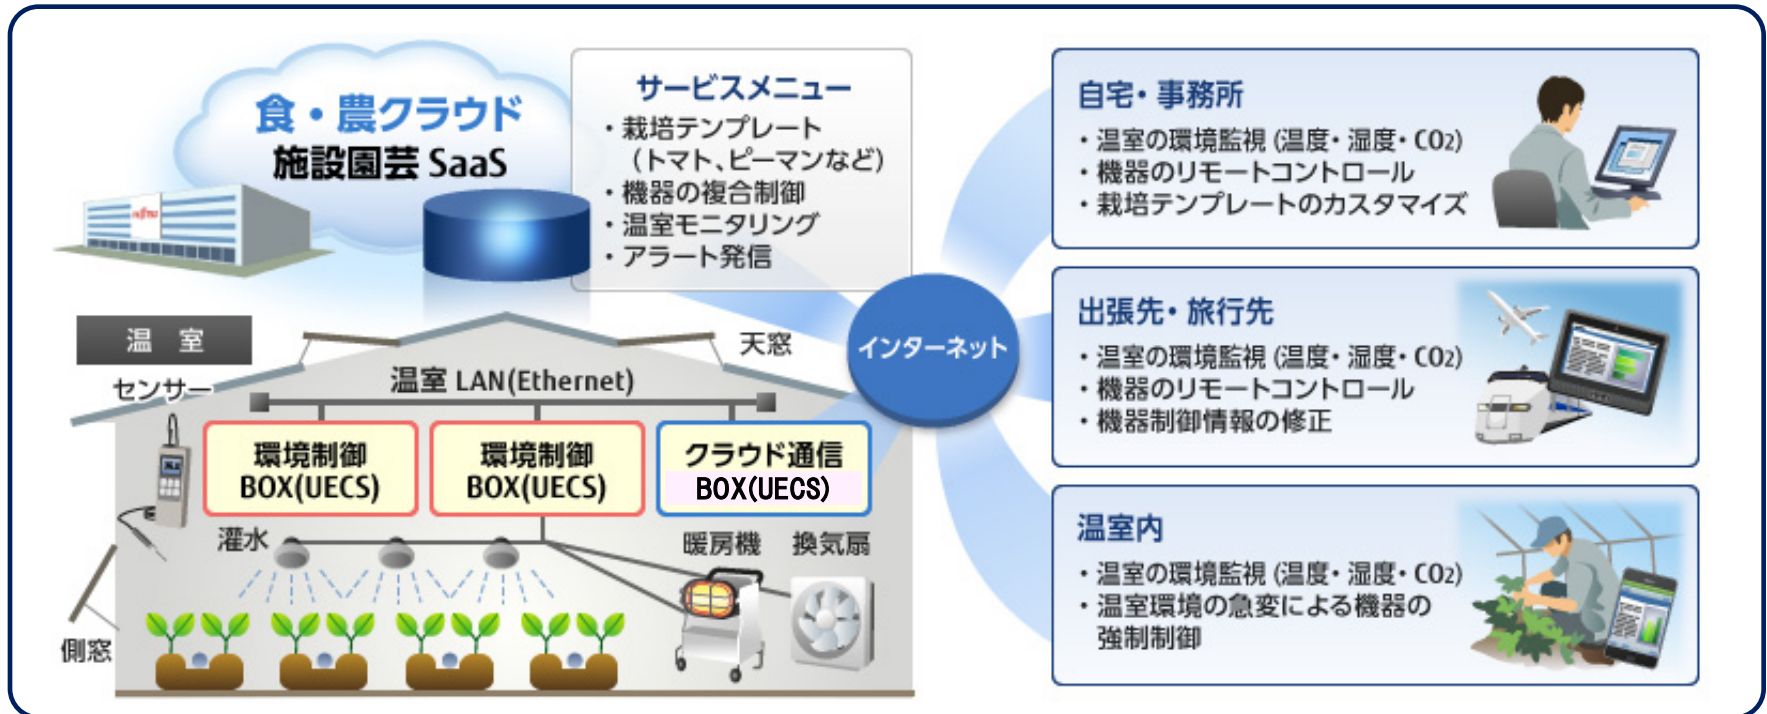 食・農クラウド
施設園芸 SaaS
サービスメニュー
・栽培テンプレート
（トマト、ピーマンなど）
・機器の複合制御
・温室モニタリング
・アラート発信
温 室
センサー
天窓
温室 LAN(Ethernet)
環境制御
BOX(UECS)
環境制御
BOX(UECS)
クラウド通信
BOX(UECS)
灌水
暖房機
換気扇
側窓
インターネット
自宅・事務所
・温室の環境監視 (温度・湿度・CO2)
・機器のリモートコントロール
・栽培テンプレートのカスタマイズ
出張先・旅行先
・温室の環境監視 (温度・湿度・CO2)
・機器のリモートコントロール
・機器制御情報の修正
温室内
・温室の環境監視 (温度・湿度・CO2)
・温室環境の急変による機器の
強制制御